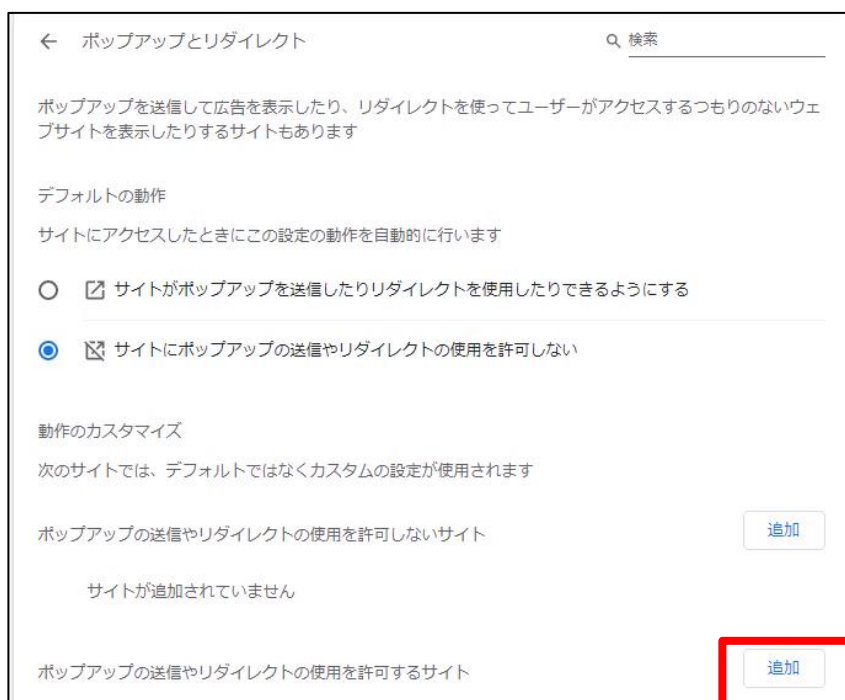 ポップアップとリダイレクト
検索
ポップアップを送信して広告を表示したり、リダイレクトを使ってユーザーがアクセスするつもりのないウェ
ブサイトを表示したりするサイトもあります
デフォルトの動作
サイトにアクセスしたときにこの設定の動作を自動的に行います
サイトがポップアップを送信したりリダイレクトを使用したりできるようにする
サイトにポップアップの送信やリダイレクトの使用を許可しない
動作のカスタマイズ
次のサイトでは、デフォルトではなくカスタムの設定が使用されます
ポップアップの送信やリダイレクトの使用を許可しないサイト
追加
サイトが追加されていません
ポップアップの送信やリダイレクトの使用を許可するサイト
追加